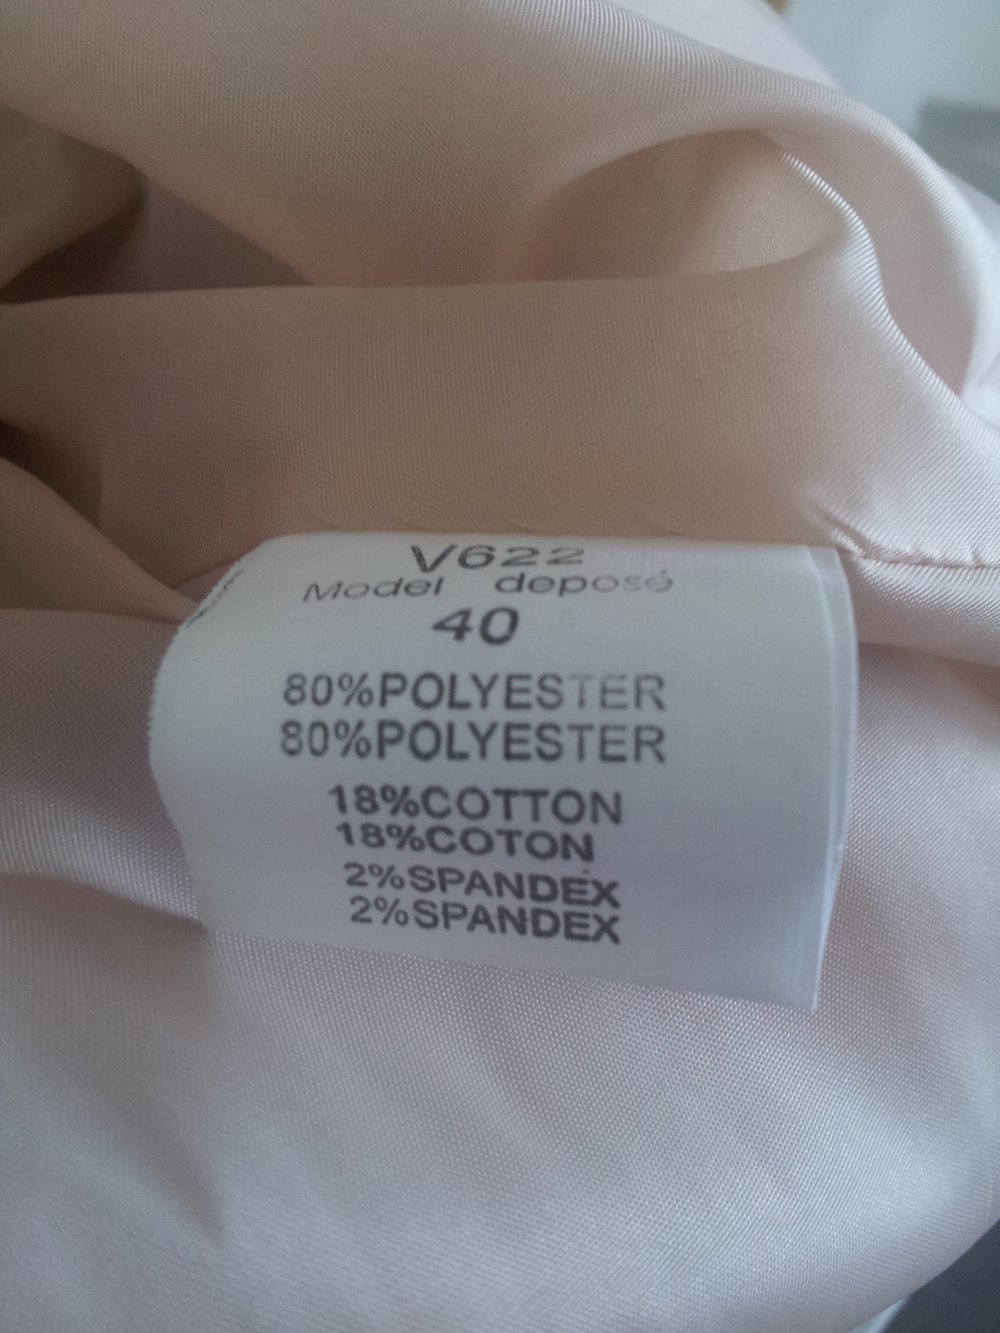 V622
Model deposé
40
80%POLYESTER
80%POLYESTER
18%COTTON
18%COTON
2%SPANDEX
2%SPANDEX